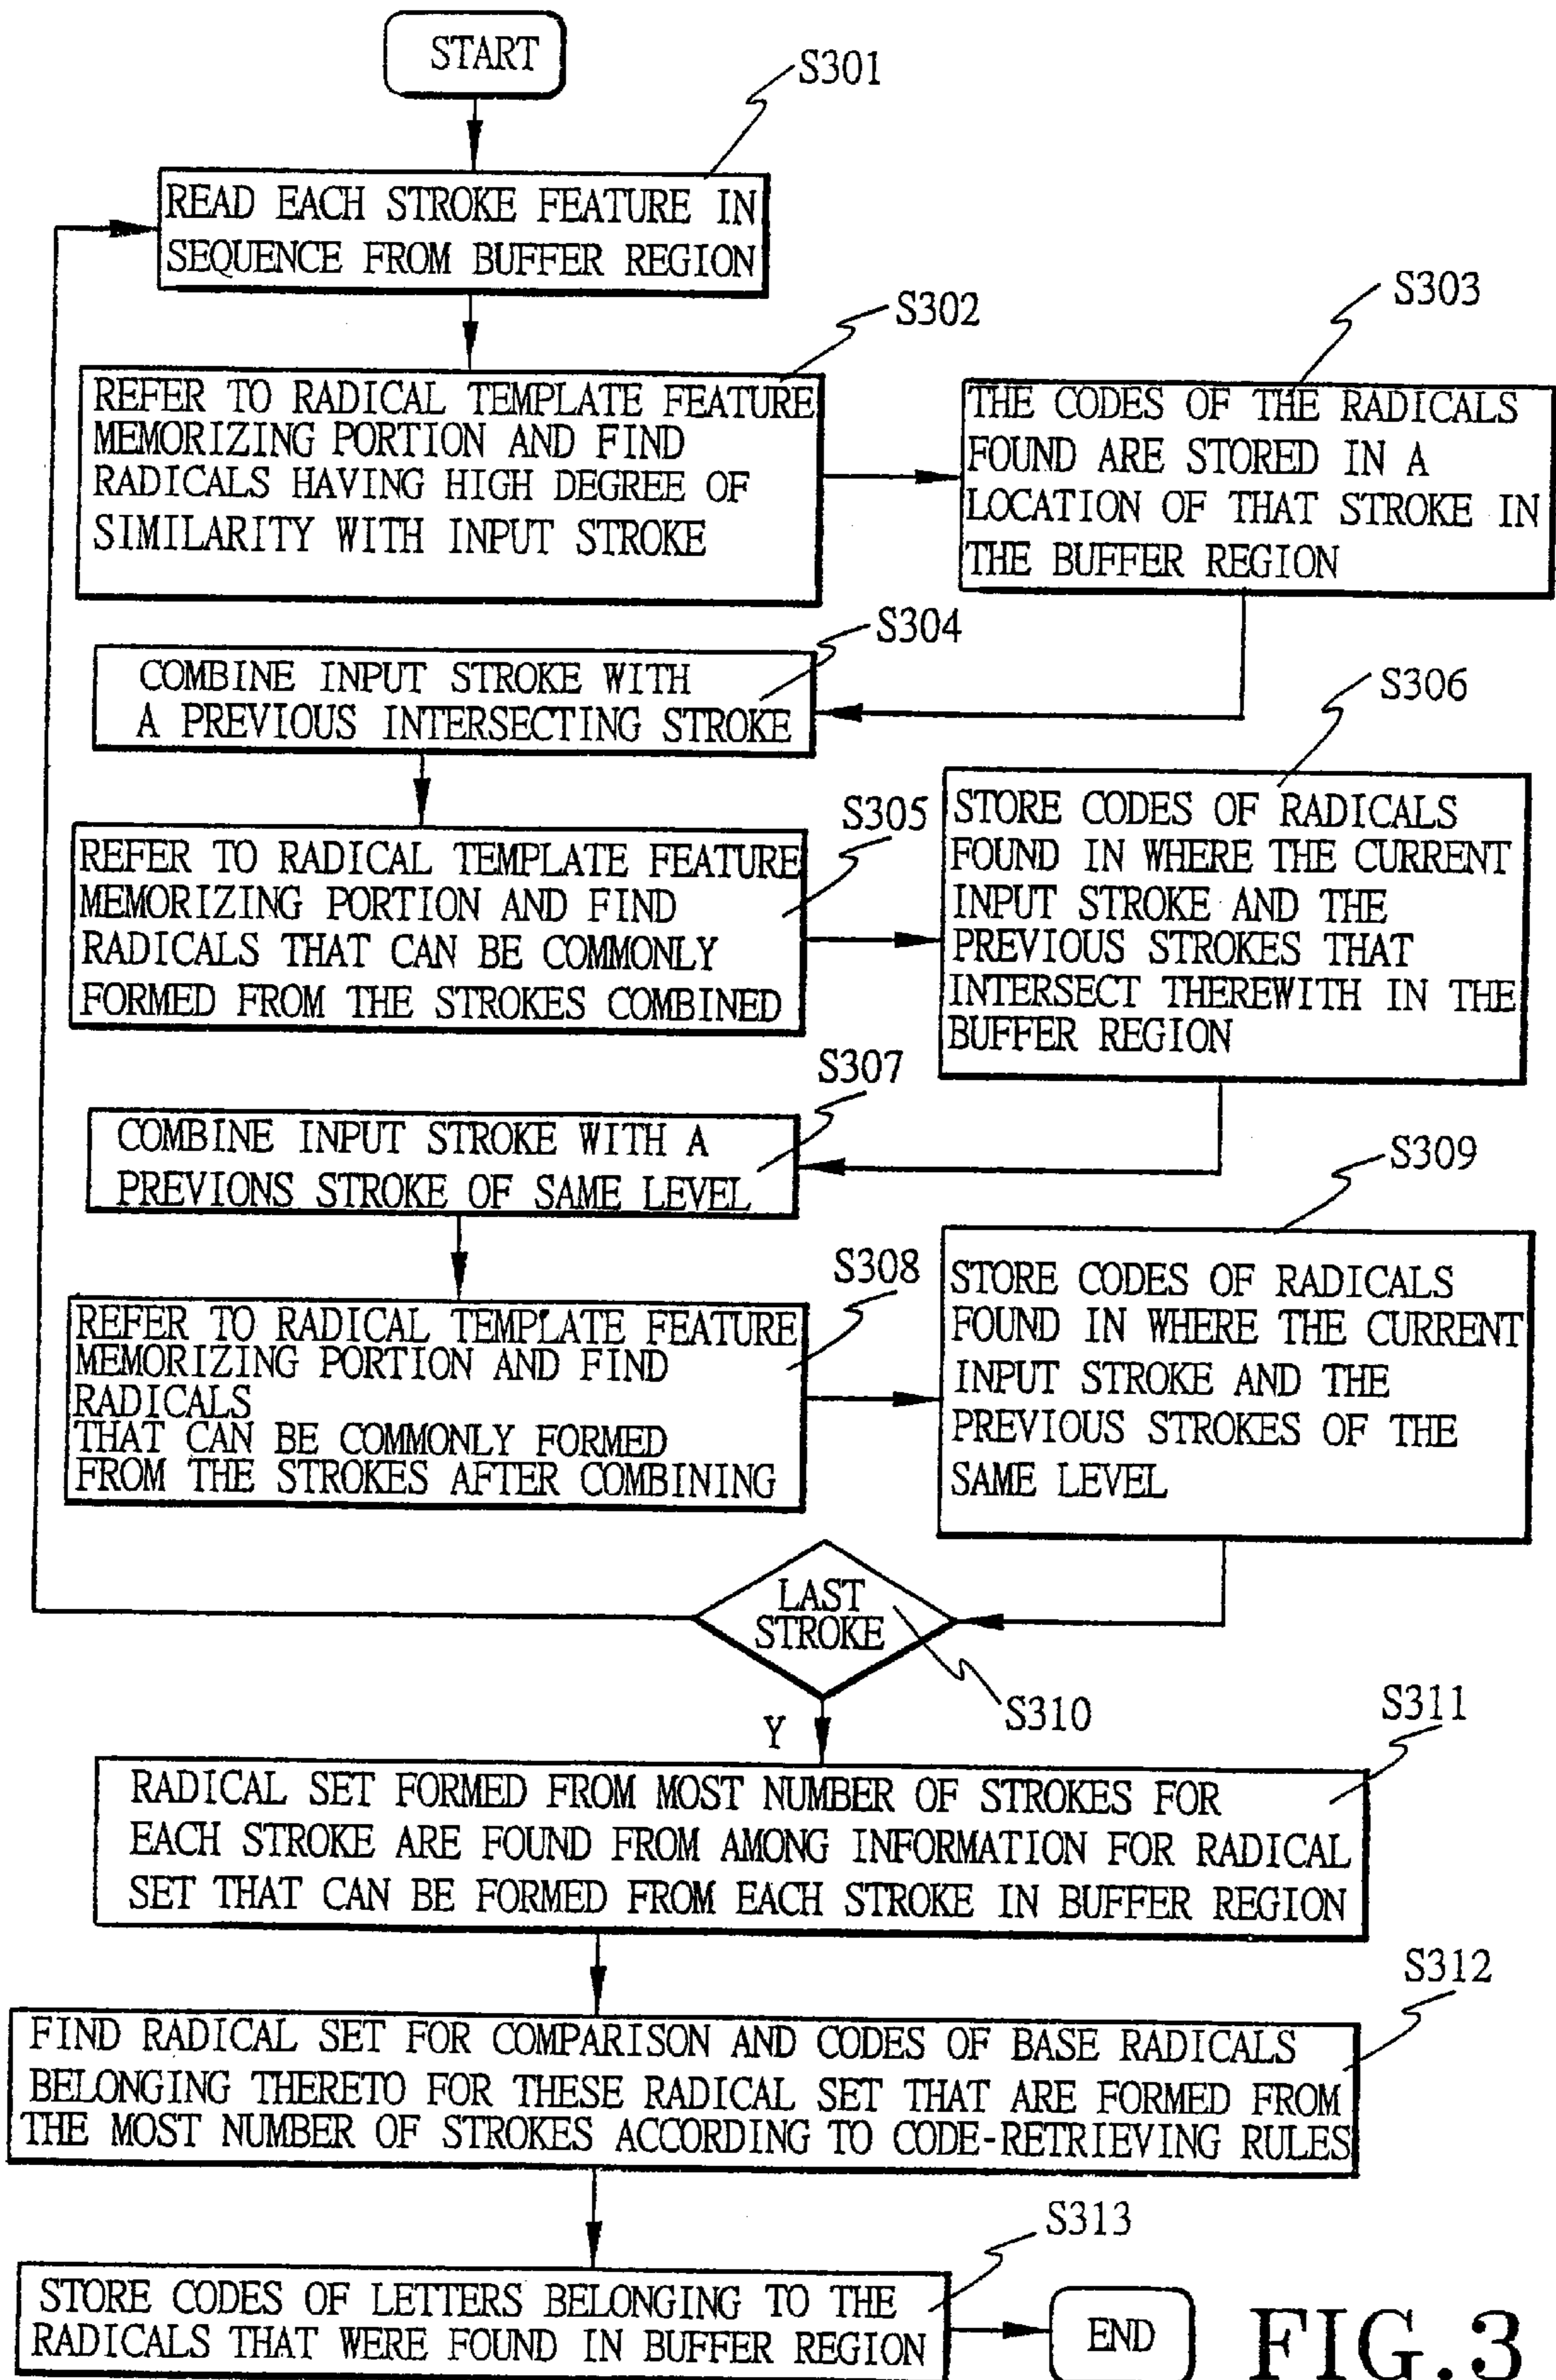 START
S301
READ EACH STROKE FEATURE IN
SEQUENCE FROM BUFFER REGION
S302
REFER TO RADICAL TEMPLATE FEATURE
MEMORIZING PORTION AND FIND
RADICALS HAVING HIGH DEGREE OF
SIMILARITY WITH INPUT STROKE
S303
THE CODES OF THE RADICALS
FOUND ARE STORED IN A
LOCATION OF THAT STROKE IN
THE BUFFER REGION
S304
COMBINE INPUT STROKE WITH
A PREVIOUS INTERSECTING STROKE
S305
REFER TO RADICAL TEMPLATE FEATURE
MEMORIZING PORTION AND FIND
RADICALS THAT CAN BE COMMONLY
FORMED FROM THE STROKES COMBINED
S306
STORE CODES OF RADICALS
FOUND IN WHERE THE CURRENT
INPUT STROKE AND THE
PREVIOUS STROKES THAT
INTERSECT THEREWITH IN THE
BUFFER REGION
S307
COMBINE INPUT STROKE WITH A
PREVIONS STROKE OF SAME LEVEL
S308
REFER TO RADICAL TEMPLATE FEATURE
MEMORIZING PORTION AND FIND
RADICALS
THAT CAN BE COMMONLY FORMED
FROM THE STROKES AFTER COMBINING
S309
STORE CODES OF RADICALS
FOUND IN WHERE THE CURRENT
INPUT STROKE AND THE
PREVIOUS STROKES OF THE
SAME LEVEL
LAST
STROKE
S310
Y
S311
RADICAL SET FORMED FROM MOST NUMBER OF STROKES FOR
EACH STROKE ARE FOUND FROM AMONG INFORMATION FOR RADICAL
SET THAT CAN BE FORMED FROM EACH STROKE IN BUFFER REGION
S312
FIND RADICAL SET FOR COMPARISON AND CODES OF BASE RADICALS
BELONGING THERETO FOR THESE RADICAL SET THAT ARE FORMED FROM
THE MOST NUMBER OF STROKES ACCORDING TO CODE-RETRIEVING RULES
S313
STORE CODES OF LETTERS BELONGING TO THE
RADICALS THAT WERE FOUND IN BUFFER REGION
END
FIG.3